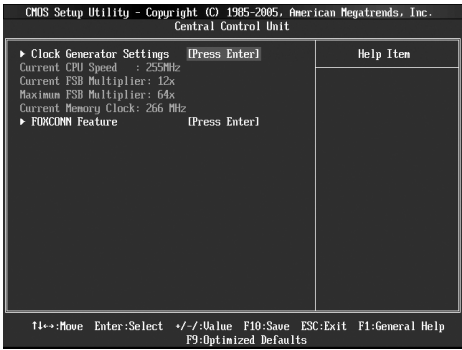 CMOS Setup Utility - Copyright (C) 1985-2005, American Megatrends, Inc.
Central Control Unit
▶ Clock Generator Settings [Press Enter]
Help Item
Current CPU Speed : 255MHz
Current FSB Multiplier: 12x
Maximum FSB Multiplier: 64x
Current Memory Clock: 266 MHz
▶ FOXCONN Feature [Press Enter]
↑↓↔:Move Enter:Select +/-/:Value F10:Save ESC:Exit F1:General Help
F9:Optimized Defaults